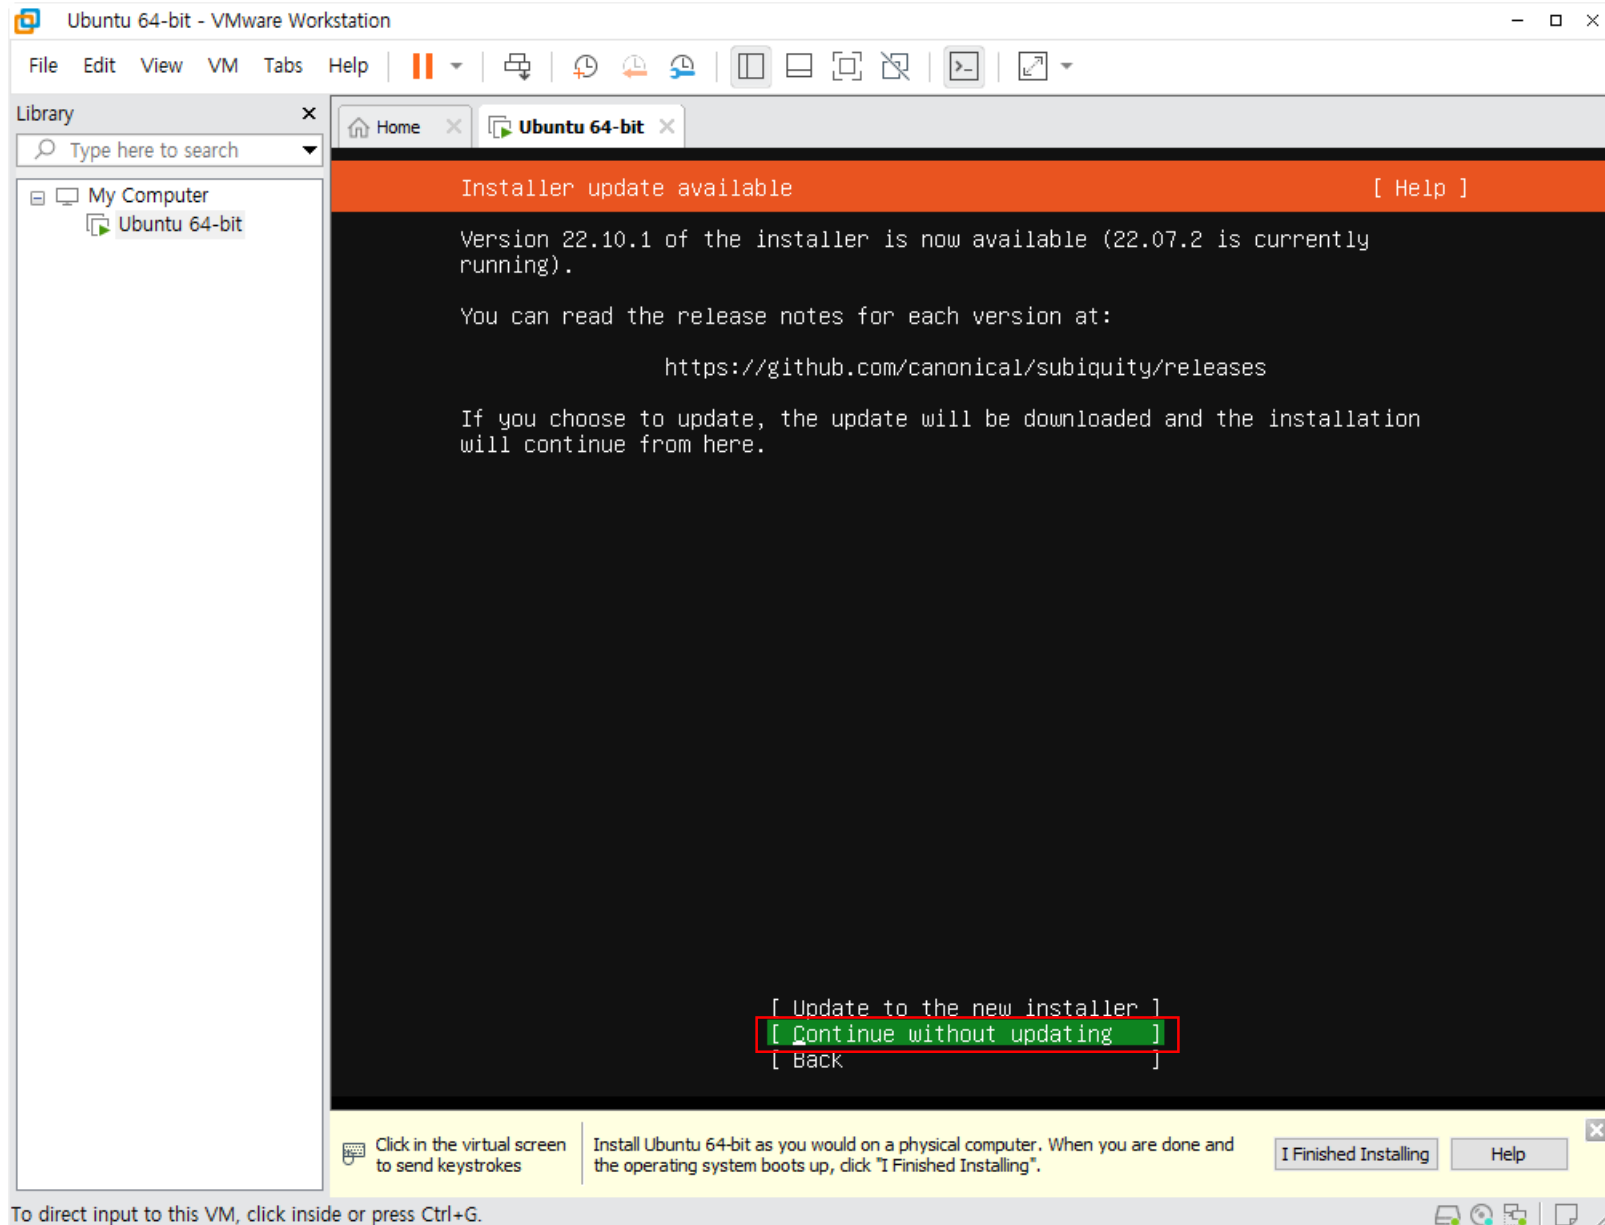 Ubuntu 64-bit - VMware Workstation
File Edit View VM Tabs Help
Library
Type here to search
My Computer
Ubuntu 64-bit
Home
Ubuntu 64-bit
Installer update available [ Help ]
Version 22.10.1 of the installer is now available (22.07.2 is currently
running).
You can read the release notes for each version at:
https://github.com/canonical/subiquity/releases
If you choose to update, the update will be downloaded and the installation
will continue from here.
[ Update to the new installer ]
[ Continue without updating ]
[ Back ]
Click in the virtual screen
to send keystrokes
Install Ubuntu 64-bit as you would on a physical computer. When you are done and
the operating system boots up, click "I Finished Installing".
I Finished Installing
Help
To direct input to this VM, click inside or press Ctrl+G.